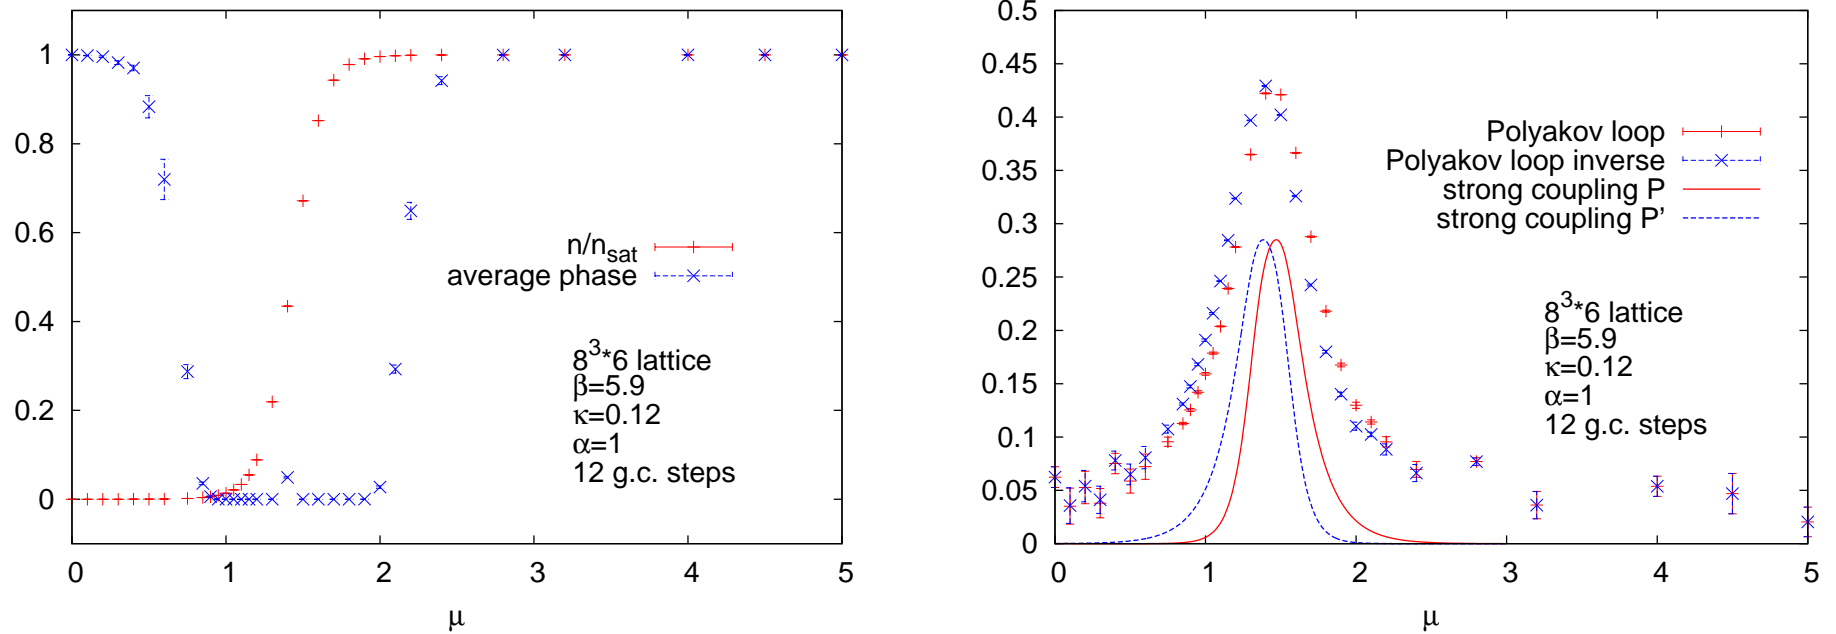 1
0.8
0.6
0.4
0.2
0
0 1 2 3 4 5
μ
n/n_sat
average phase
8^3*6 lattice
β=5.9
κ=0.12
α=1
12 g.c. steps
0.5
0.45
0.4
0.35
0.3
0.25
0.2
0.15
0.1
0.05
0
0 1 2 3 4 5
μ
Polyakov loop
Polyakov loop inverse
strong coupling P
strong coupling P'
8^3*6 lattice
β=5.9
κ=0.12
α=1
12 g.c. steps